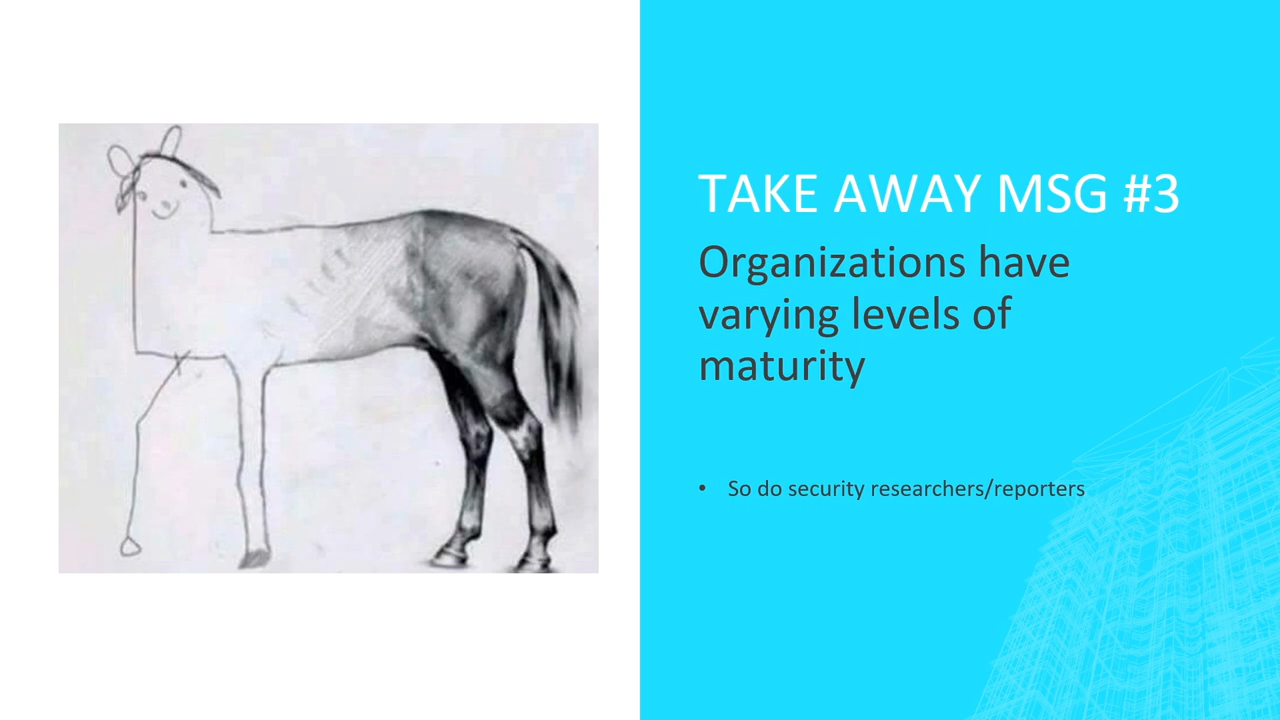 TAKE AWAY MSG #3
Organizations have
varying levels of
maturity
• So do security researchers/reporters